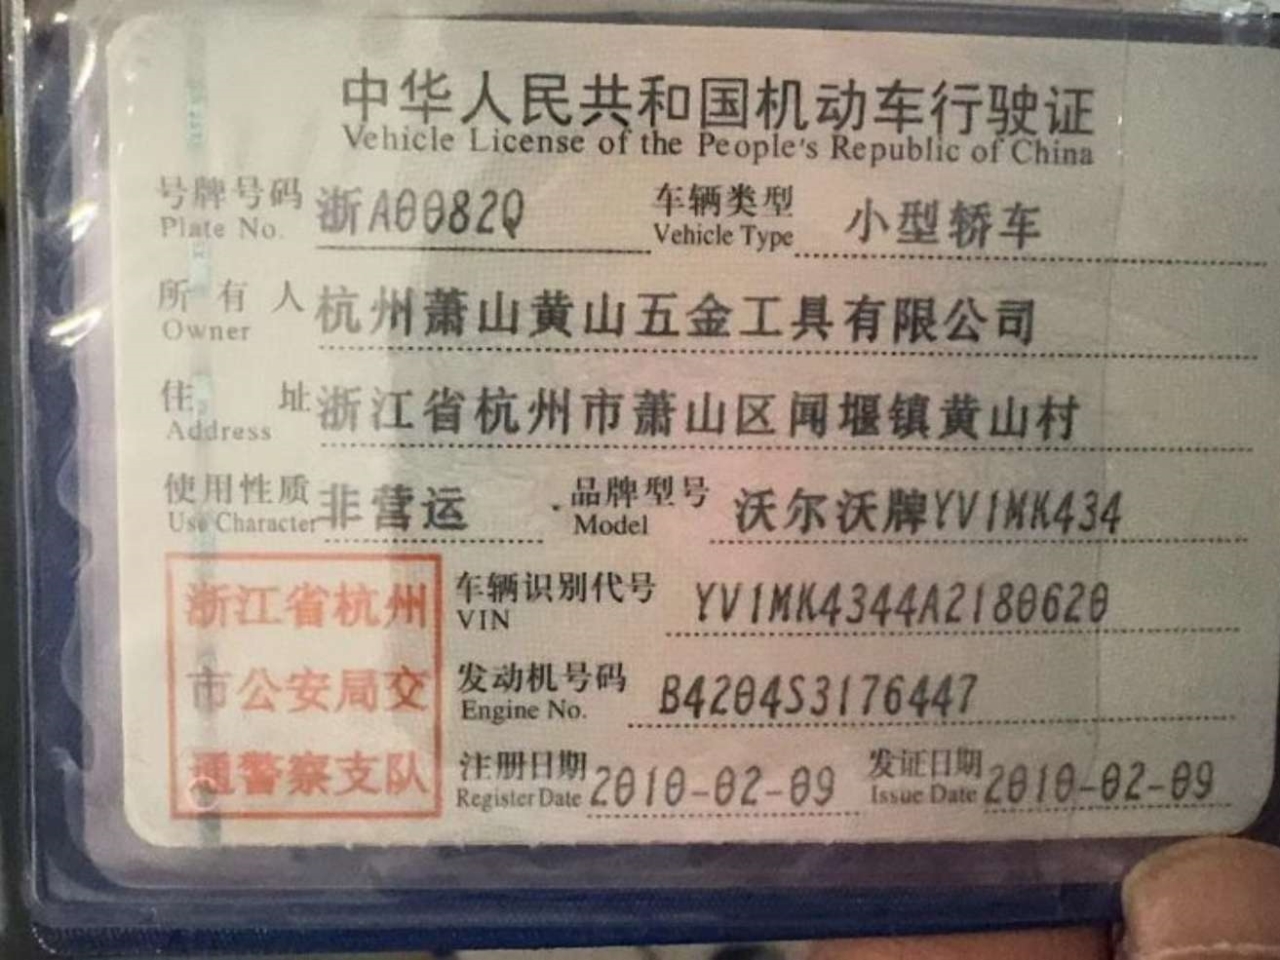 中华人民共和国机动车行驶证
Vehicle License of the People's Republic of China
号牌号码 浙A0082Q 车辆类型 小型轿车
Plate No. Vehicle Type
所有人 杭州萧山黄山五金工具有限公司
Owner
住址 浙江省杭州市萧山区闻堰镇黄山村
Address
使用性质 非营运 品牌型号 沃尔沃牌YV1MK434
Use Character Model
浙江省杭州
市公安局交
通警察支队
车辆识别代号 YV1MK4344A2180620
VIN
发动机号码 B4204S3176447
Engine No.
注册日期 2010-02-09 发证日期 2010-02-09
Register Date Issue Date